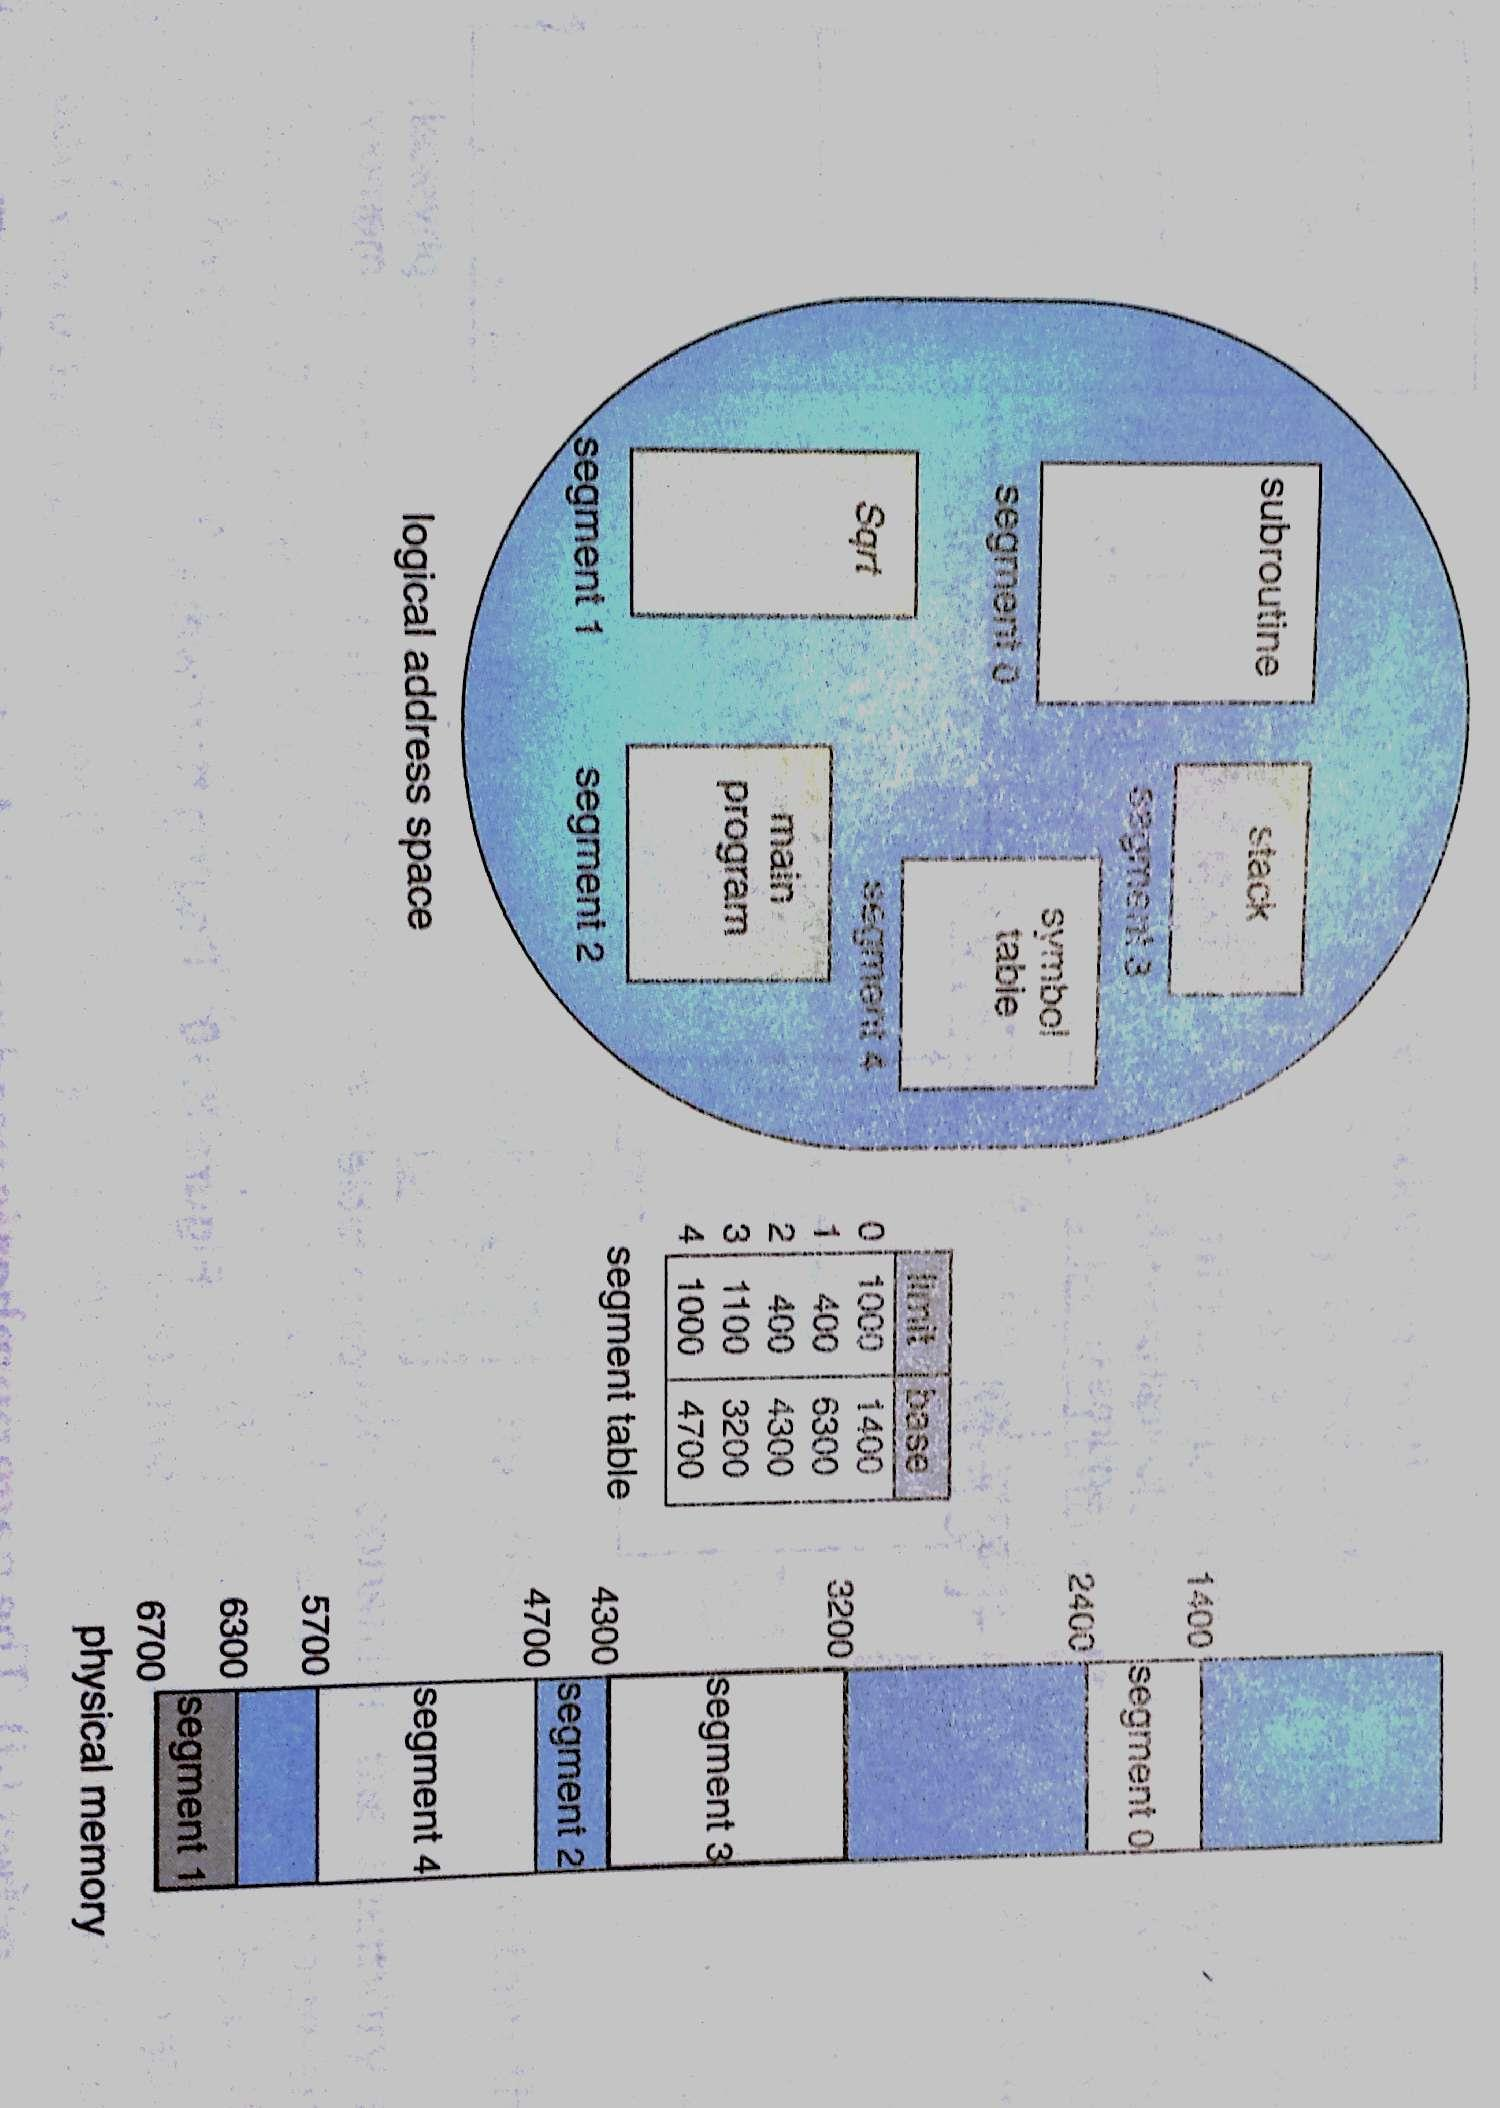 subroutine
segment 0
stack
segment 3
symbol
table
segment 4
Sqrt
segment 1
main
program
segment 2
logical address space
limit base
0 1000 1400
1 400 6300
2 400 4300
3 1100 3200
4 1000 4700
segment table
1400
segment 0
2400
3200
segment 3
4300
segment 2
4700
segment 4
5700
6300
segment 1
6700
physical memory